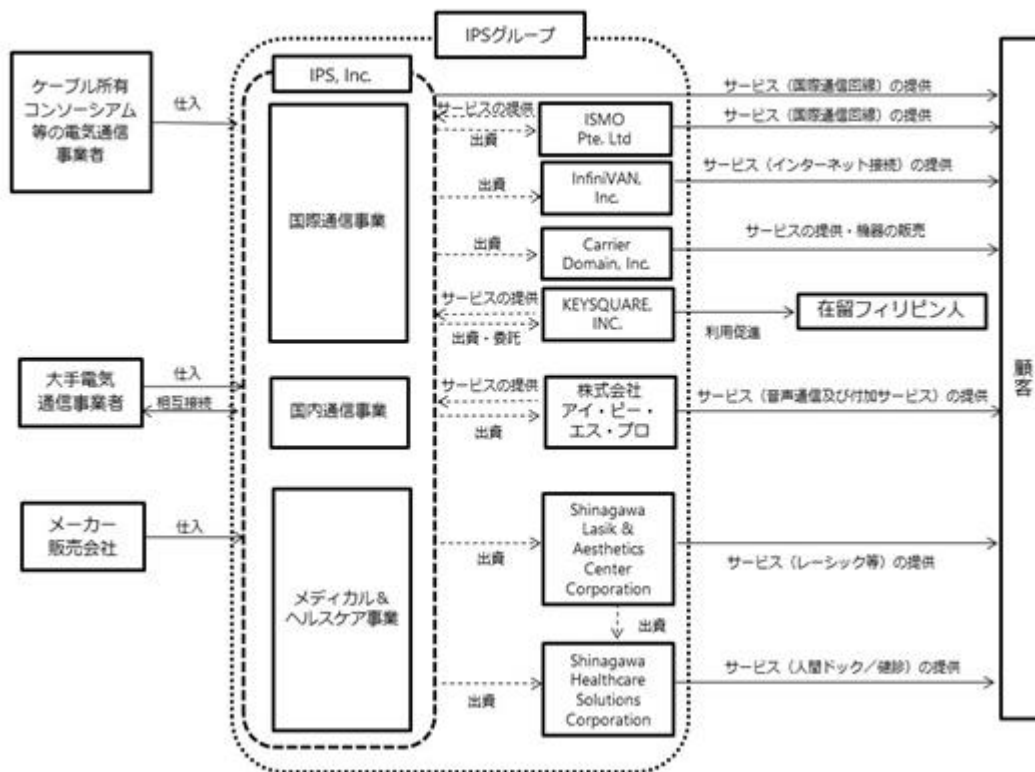 IPSグループ
IPS, Inc.
ケーブル所有
コンソーシアム
等の電気通信
事業者
仕入
国際通信事業
サービスの提供
出資
ISMO
Pte. Ltd
サービス（国際通信回線）の提供
サービス（国際通信回線）の提供
出資
InfiniVAN,
Inc.
サービス（インターネット接続）の提供
出資
Carrier
Domain, Inc.
サービスの提供・機器の販売
サービスの提供
出資・委託
KEYSQUARE,
INC.
利用促進
在留フィリピン人
顧客
大手電気
通信事業者
仕入
相互接続
国内通信事業
サービスの提供
出資
株式会社
アイ・ピー・
エス・プロ
サービス（音声通信及び付加サービス）の提供
メーカー
販売会社
仕入
メディカル＆
ヘルスケア事業
出資
Shinagawa
Lasik &
Aesthetics
Center
Corporation
サービス（レーシック等）の提供
出資
出資
Shinagawa
Healthcare
Solutions
Corporation
サービス（人間ドック／健診）の提供